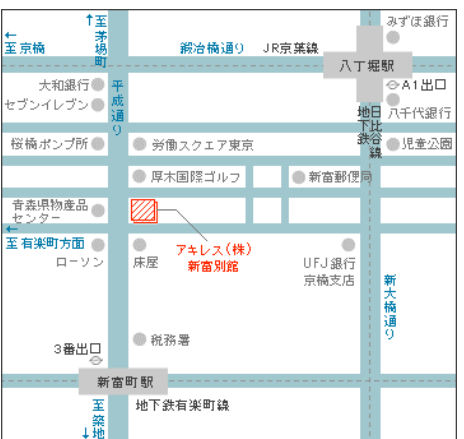 ↑至茅場町
みずほ銀行
←至京橋
鍛治橋通り
JR京葉線
八丁堀駅
大和銀行
平成通り
A1出口
セブンイレブン
地下鉄日比谷線
八千代銀行
桜橋ポンプ所
労働スクエア東京
児童公園
厚木国際ゴルフ
新富郵便局
青森県物産品
センター
←至有楽町方面
アキレス(株)
新富別館
ローソン
床屋
UFJ銀行
京橋支店
新大橋通り
税務署
3番出口
新富町駅
地下鉄有楽町線
至築地↓